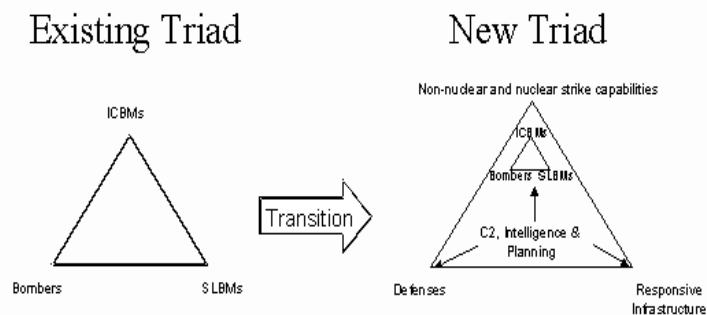 Existing Triad
New Triad
ICBMs
Bombers
SLBMs
Transition
Non-nuclear and nuclear strike capabilities
ICBMs
Bombers SLBMs
C2, Intelligence &
Planning
Defenses
Responsive
Infrastructure